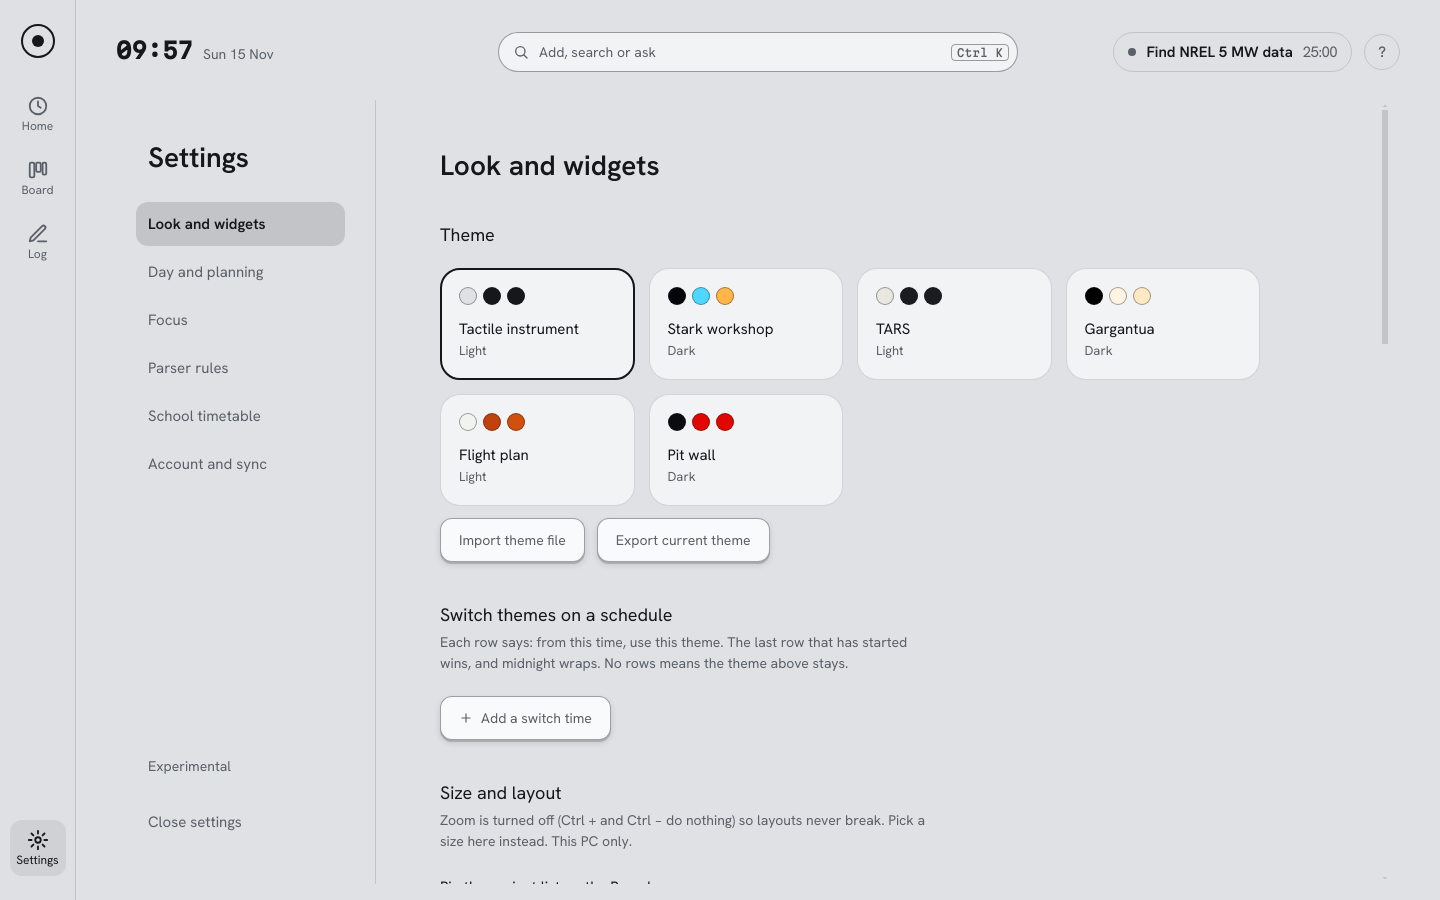 09:57 Sun 15 Nov
Add, search or ask
Ctrl K
Find NREL 5 MW data 25:00
?
Home
Board
Log
Settings
Settings
Look and widgets
Day and planning
Focus
Parser rules
School timetable
Account and sync
Experimental
Close settings
Look and widgets
Theme
Tactile instrument
Light
Stark workshop
Dark
TARS
Light
Gargantua
Dark
Flight plan
Light
Pit wall
Dark
Import theme file
Export current theme
Switch themes on a schedule
Each row says: from this time, use this theme. The last row that has started
wins, and midnight wraps. No rows means the theme above stays.
+ Add a switch time
Size and layout
Zoom is turned off (Ctrl + and Ctrl − do nothing) so layouts never break. Pick a
size here instead. This PC only.